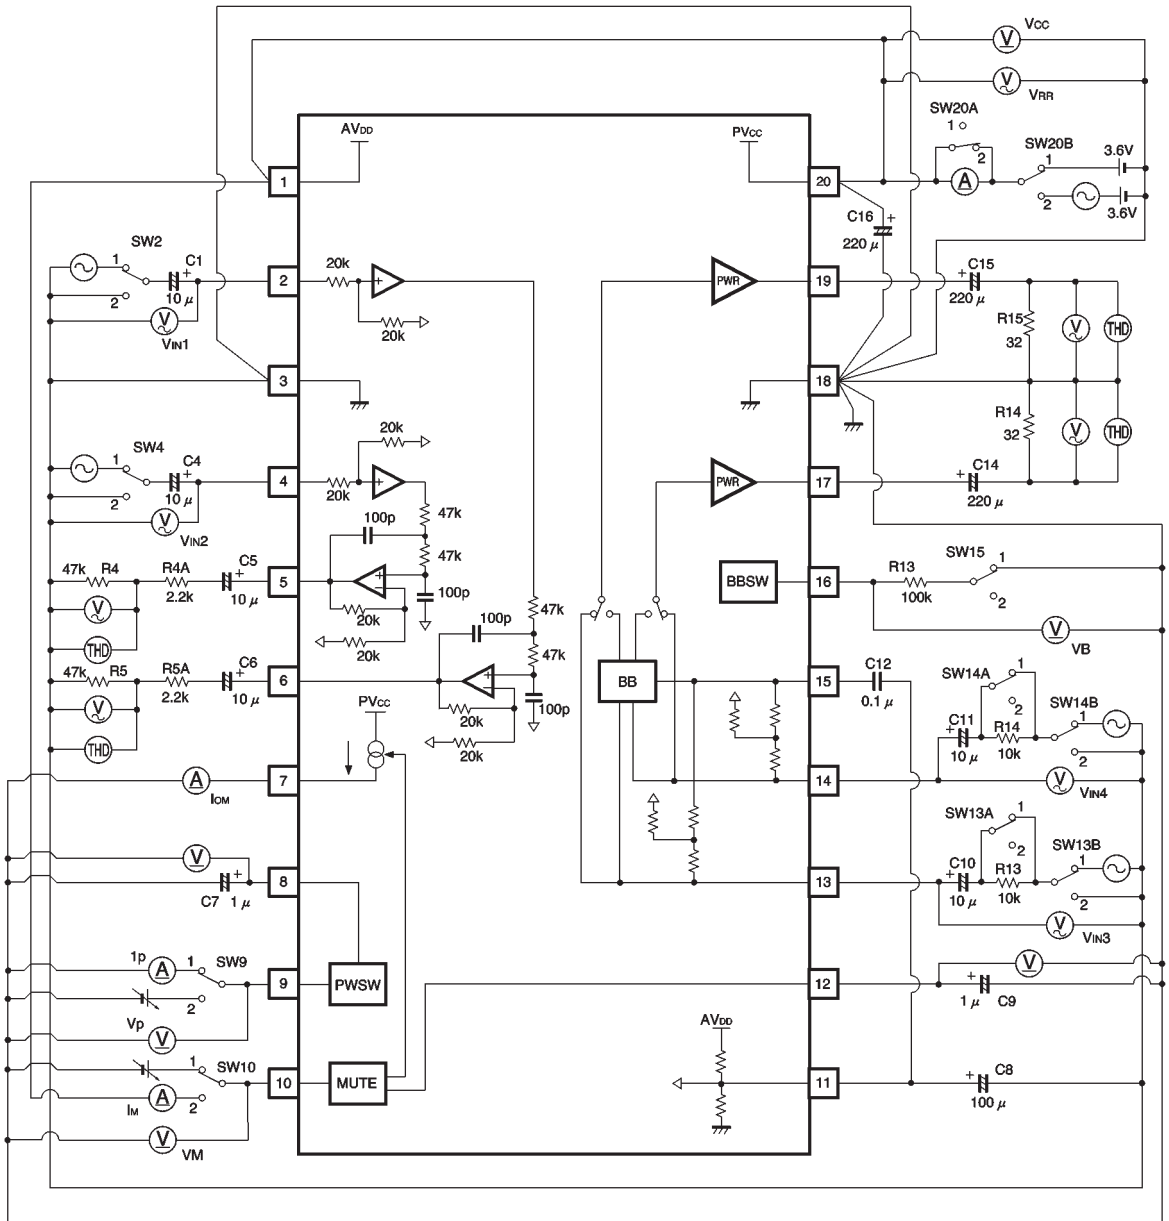 VCC
VRR
SW20A
1
2
SW20B
1
2
3.6V
A
3.6V
AVDD
PVCC
1
20
C16
+
220 μ
SW2
1
2
C1
+
10 μ
V
VIN1
2
20k
+
20k
PWR
19
C15
+
220 μ
R15
32
V
THD
3
18
R14
32
V
THD
SW4
1
2
C4
+
10 μ
V
VIN2
4
20k
20k
+
47k
PWR
17
C14
+
220 μ
100p
47k
47k
R4
R4A
2.2k
C5
+
10 μ
5
+
−
100p
20k
20k
V
THD
BBSW
16
R13
100k
SW15
1
2
V
VB
47k
100p
47k
47k
R5
R5A
2.2k
C6
+
10 μ
6
+
−
100p
20k
20k
V
THD
BB
15
C12
0.1 μ
SW14A
1
2
SW14B
1
2
C11
+
10 μ
R14
10k
PVCC
A
IOM
7
14
V
VIN4
SW13A
1
2
SW13B
1
2
C10
+
10 μ
R13
10k
V
C7
+
1 μ
8
13
V
VIN3
1p
A
1
SW9
2
Vp
V
9
PWSW
12
V
+
1 μ
C9
1
SW10
2
IM
A
V
VM
10
MUTE
AVDD
11
+
C8
100 μ